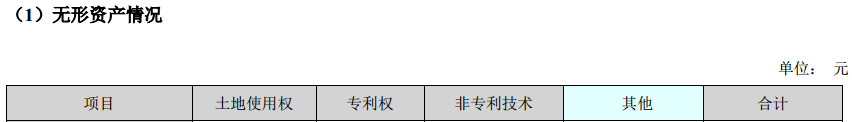 （1）无形资产情况
单位： 元
项目 土地使用权 专利权 非专利技术 其他 合计